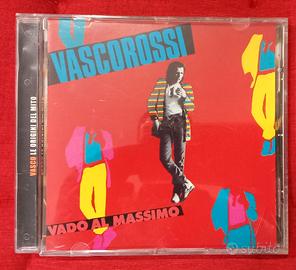 VASCOROSSI
VADO AL MASSIMO
VASCO LE ORIGINI DEL MITO
subito